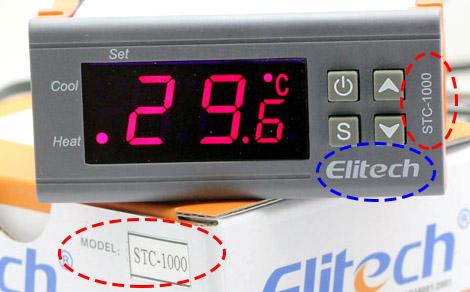 Set
Cool
Heat
.29.6
°C
S
STC-1000
Elitech
MODEL:
STC-1000
Elitech®